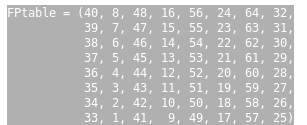 FPtable = (40, 8, 48, 16, 56, 24, 64, 32,
           39, 7, 47, 15, 55, 23, 63, 31,
           38, 6, 46, 14, 54, 22, 62, 30,
           37, 5, 45, 13, 53, 21, 61, 29,
           36, 4, 44, 12, 52, 20, 60, 28,
           35, 3, 43, 11, 51, 19, 59, 27,
           34, 2, 42, 10, 50, 18, 58, 26,
           33, 1, 41,  9, 49, 17, 57, 25)